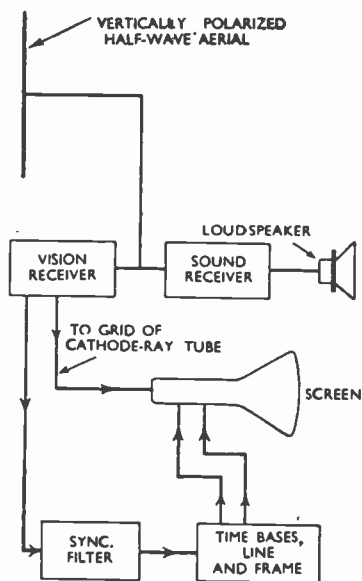 VERTICALLY POLARIZED
HALF-WAVE AERIAL
LOUDSPEAKER
VISION
RECEIVER
SOUND
RECEIVER
TO GRID OF
CATHODE-RAY TUBE
SCREEN
SYNC.
FILTER
TIME BASES,
LINE
AND FRAME